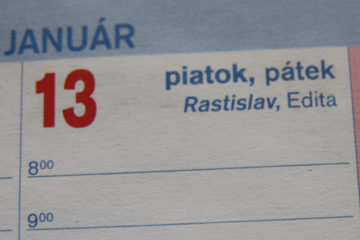 JANUÁR
13 piatok, pátek
Rastislav, Edita
8⁰⁰
9⁰⁰